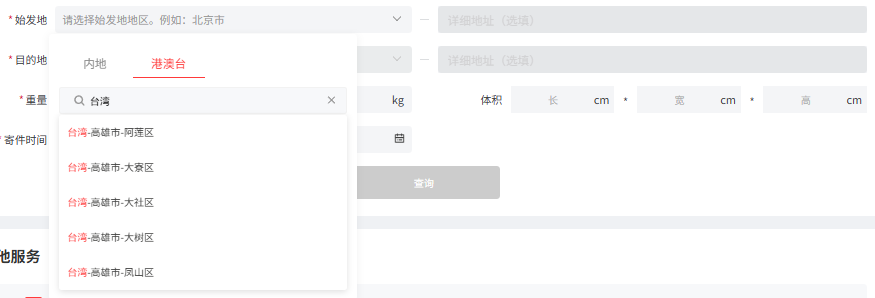 * 始发地 请选择始发地地区。例如：北京市 — 详细地址（选填）
* 目的地 — 详细地址（选填）
内地 港澳台
* 重量 kg 体积 长 cm * 宽 cm * 高 cm
台湾
台湾-高雄市-阿莲区
* 寄件时间
台湾-高雄市-大寮区
查询
台湾-高雄市-大社区
台湾-高雄市-大树区
他服务
台湾-高雄市-凤山区